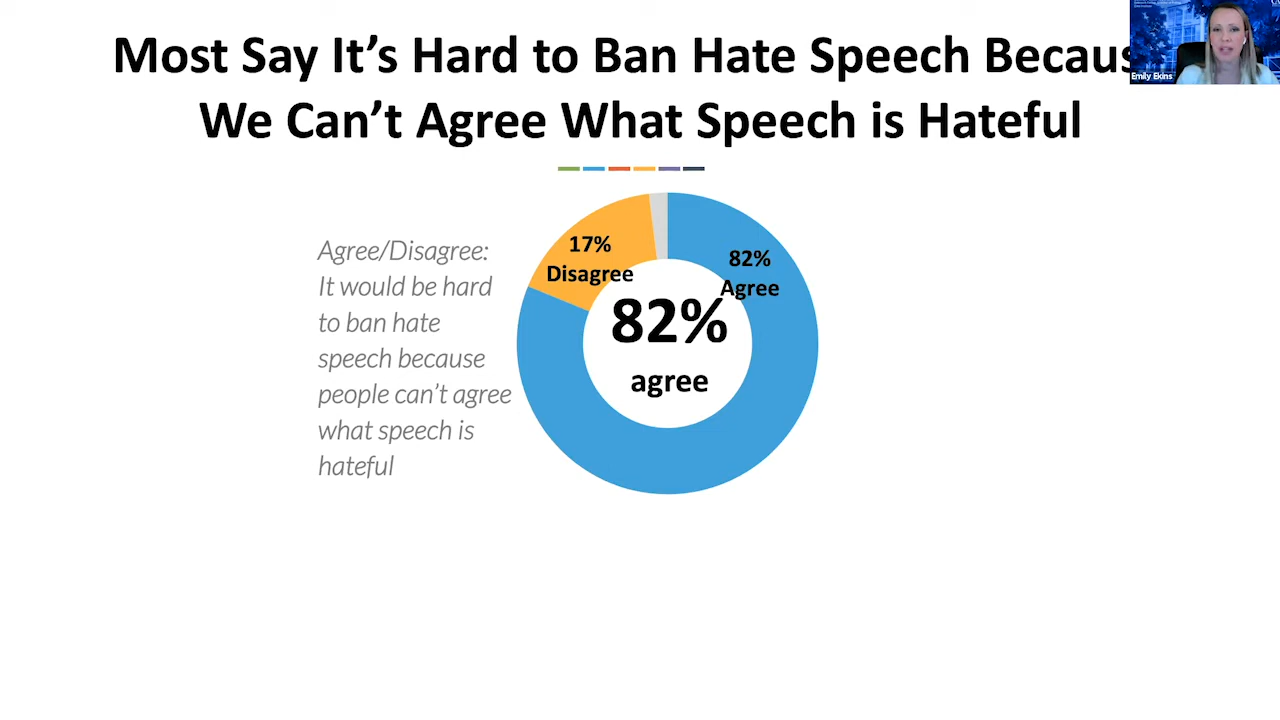 Most Say It's Hard to Ban Hate Speech Becaus
We Can't Agree What Speech is Hateful
Emily Ekins
Agree/Disagree:
It would be hard
to ban hate
speech because
people can't agree
what speech is
hateful
17%
Disagree
82%
Agree
82%
agree